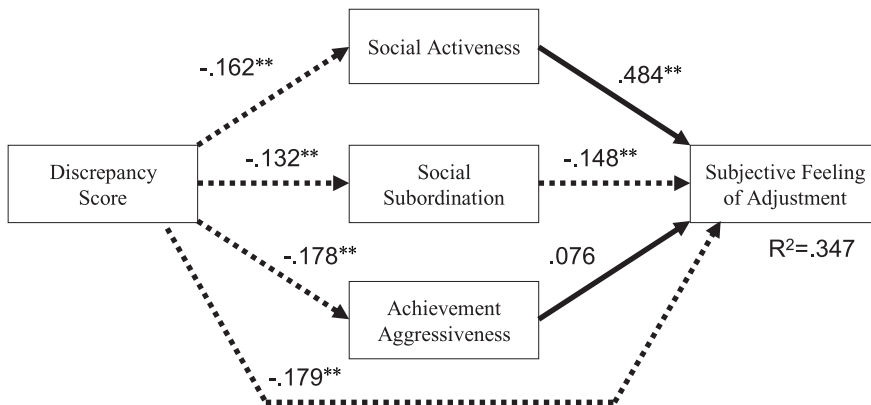 Social Activeness
-.162**
.484**
Discrepancy
Score
-.132**
Social
Subordination
-.148**
Subjective Feeling
of Adjustment
R²=.347
-.178**
.076
Achievement
Aggressiveness
-.179**